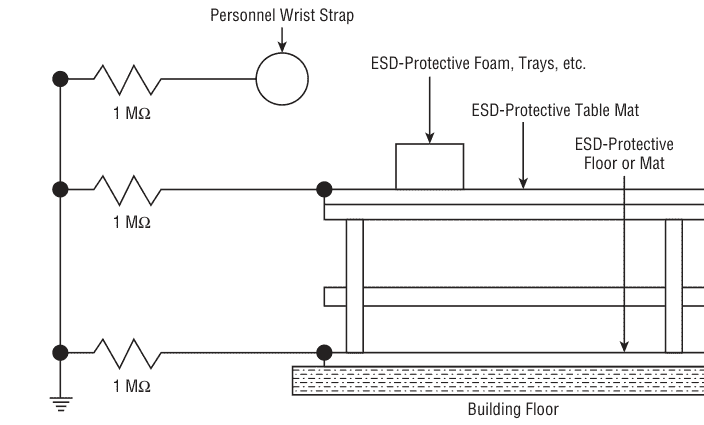 Personnel Wrist Strap
ESD-Protective Foam, Trays, etc.
1 MΩ
ESD-Protective Table Mat
ESD-Protective
Floor or Mat
1 MΩ
1 MΩ
Building Floor